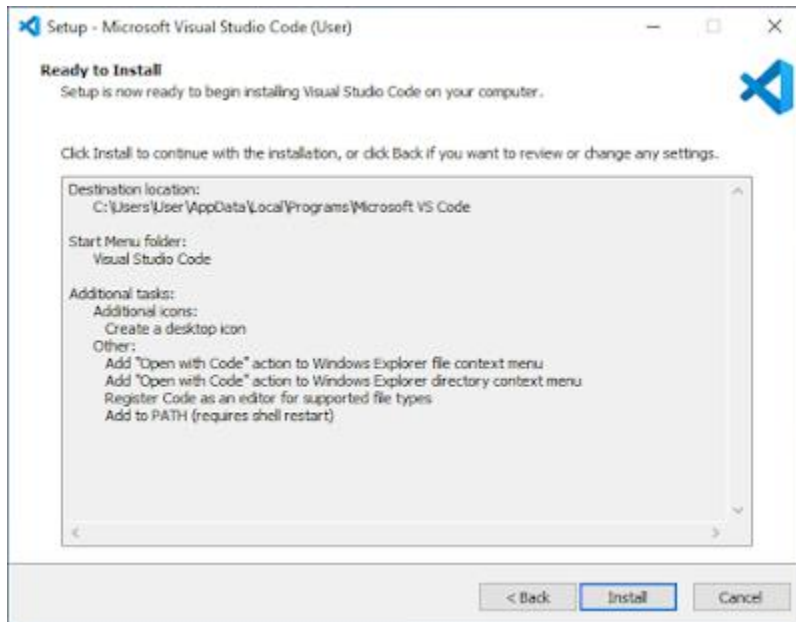 Setup - Microsoft Visual Studio Code (User)
Ready to Install
Setup is now ready to begin installing Visual Studio Code on your computer.
Click Install to continue with the installation, or click Back if you want to review or change any settings.
Destination location:
C:\Users\User\AppData\Local\Programs\Microsoft VS Code
Start Menu folder:
Visual Studio Code
Additional tasks:
Additional icons:
Create a desktop icon
Other:
Add "Open with Code" action to Windows Explorer file context menu
Add "Open with Code" action to Windows Explorer directory context menu
Register Code as an editor for supported file types
Add to PATH (requires shell restart)
< Back Install Cancel